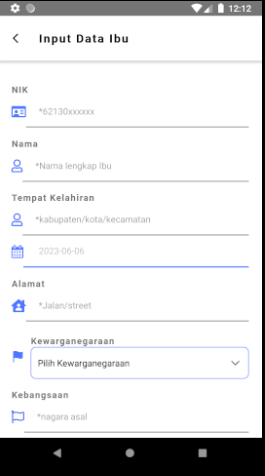 12:12
Input Data Ibu
NIK
*62130xxxxxx
Nama
*Nama lengkap Ibu
Tempat Kelahiran
*kabupaten/kota/kecamatan
2023-06-06
Alamat
*Jalan/street
Kewarganegaraan
Pilih Kewarganegaraan
Kebangsaan
*nagara asal